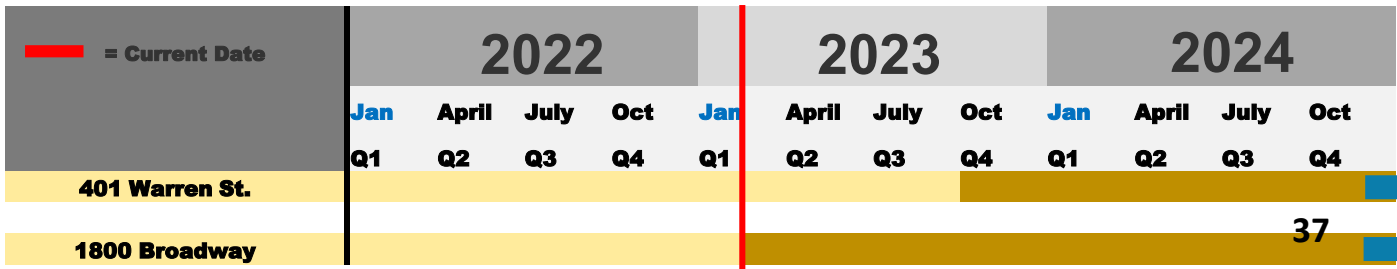 = Current Date
2022 2023 2024
Jan April July Oct Jan April July Oct Jan April July Oct
Q1 Q2 Q3 Q4 Q1 Q2 Q3 Q4 Q1 Q2 Q3 Q4
401 Warren St.
37
1800 Broadway